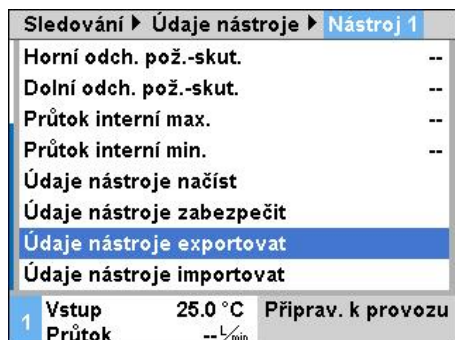 Sledování ▶ Údaje nástroje ▶ Nástroj 1
Horní odch. pož.-skut. --
Dolní odch. pož.-skut. --
Průtok interní max. --
Průtok interní min. --
Údaje nástroje načíst
Údaje nástroje zabezpečit
Údaje nástroje exportovat
Údaje nástroje importovat
1 Vstup 25.0 °C Připrav. k provozu
Průtok -- L/min